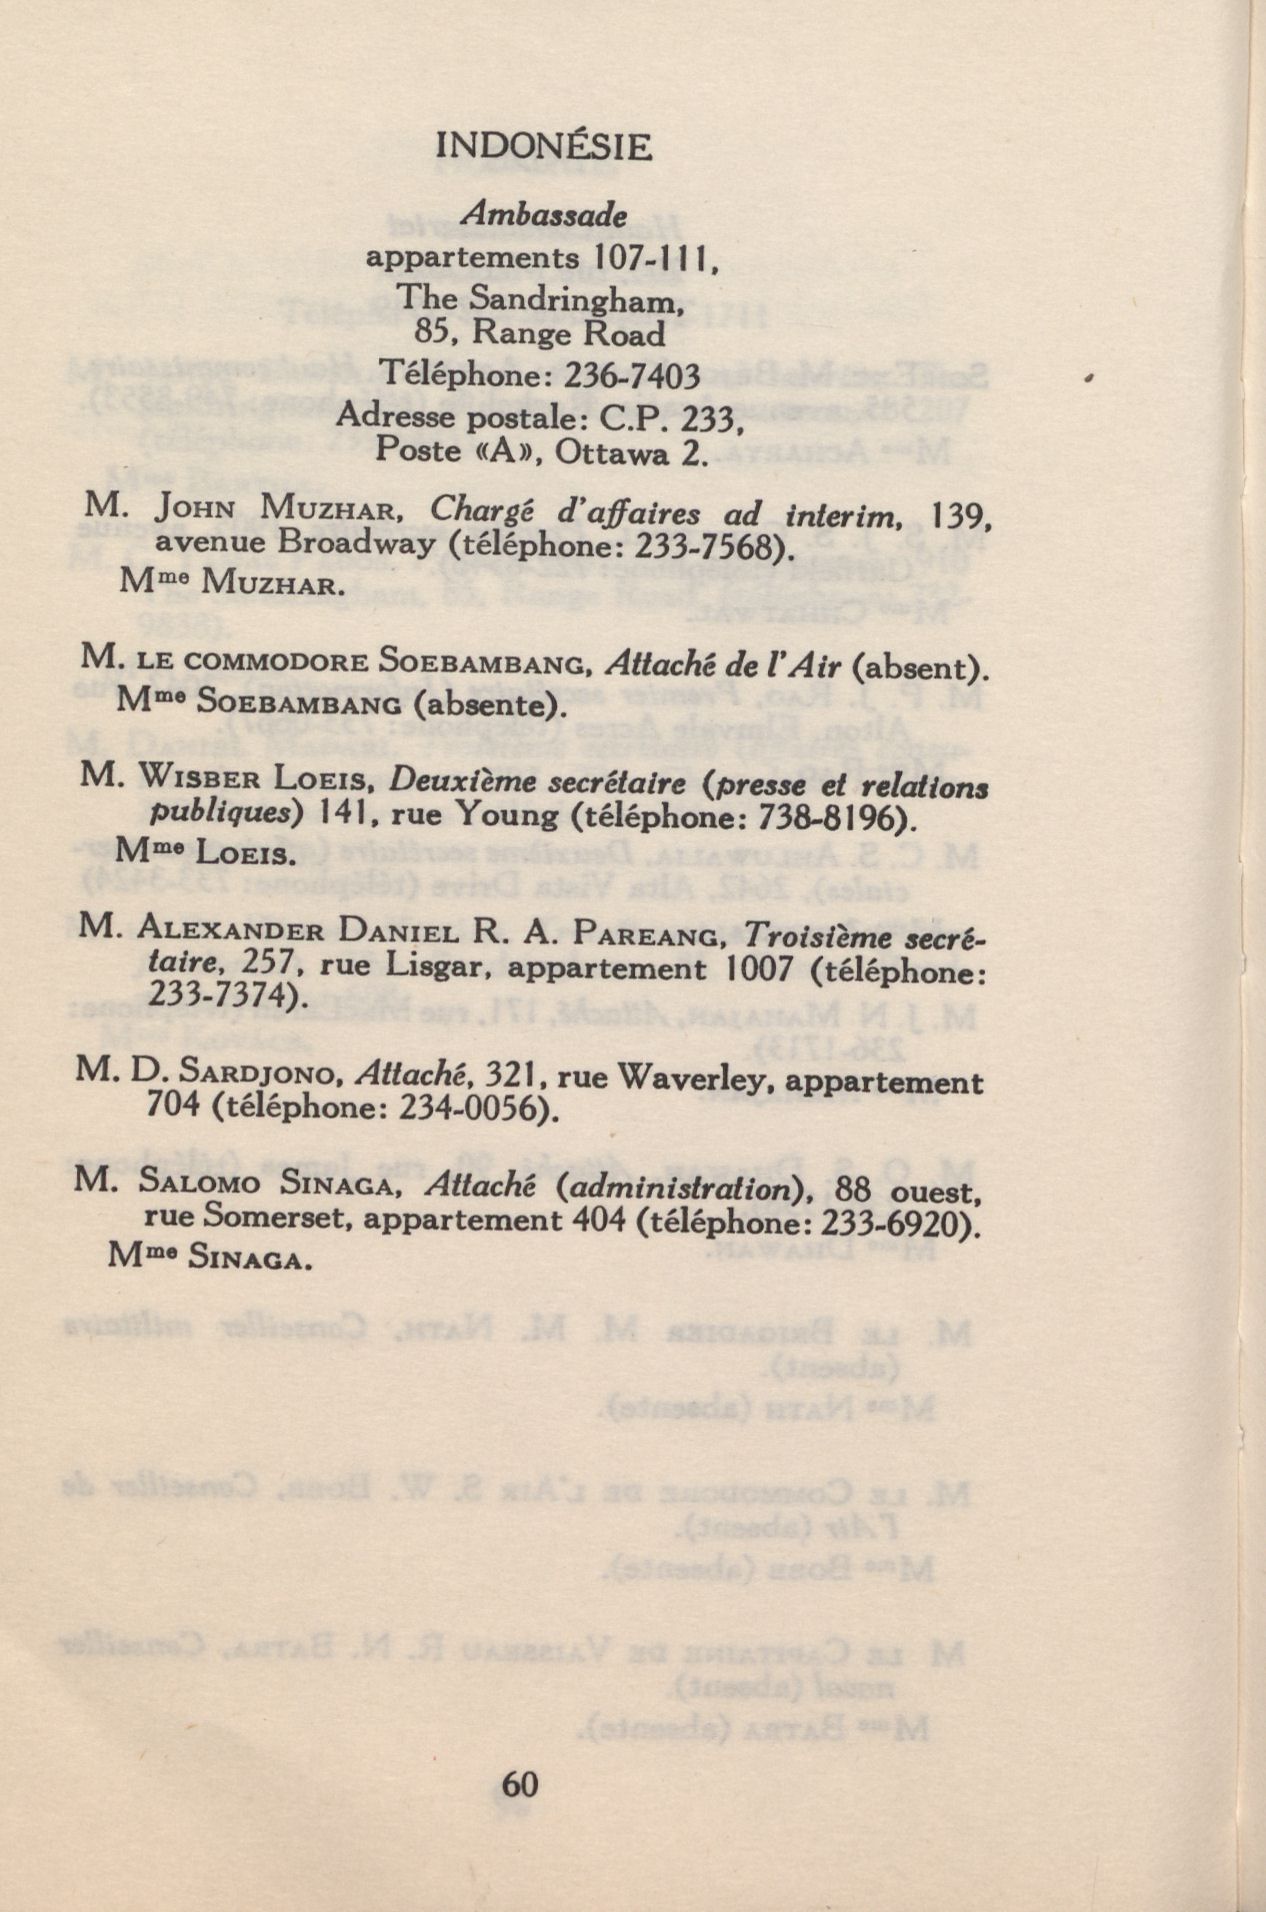 INDONÉSIE
Ambassade
appartements 107-111,
The Sandringham,
85, Range Road
Téléphone: 236-7403
Adresse postale: C.P. 233,
Poste «A», Ottawa 2.
M. JOHN MUZHAR, Chargé d'affaires ad interim, 139,
avenue Broadway (téléphone: 233-7568).
Mme MUZHAR.
M. LE COMMODORE SOEBAMBANG, Attaché de l'Air (absent).
Mme SOEBAMBANG (absente).
M. WISBER LOEIS, Deuxième secrétaire (presse et relations
publiques) 141, rue Young (téléphone: 738-8196).
Mme LOEIS.
M. ALEXANDER DANIEL R. A. PAREANG, Troisième secré-
taire, 257, rue Lisgar, appartement 1007 (téléphone:
233-7374).
M. D. SARDJONO, Attaché, 321, rue Waverley, appartement
704 (téléphone: 234-0056).
M. SALOMO SINAGA, Attaché (administration), 88 ouest,
rue Somerset, appartement 404 (téléphone: 233-6920).
Mme SINAGA.
60